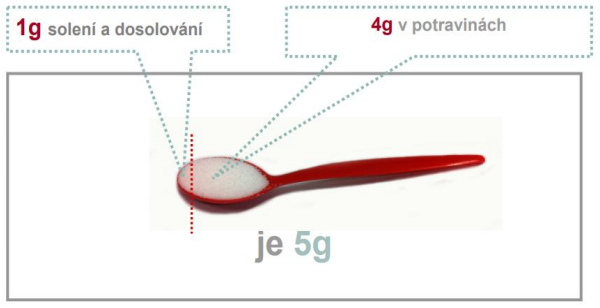 1g solení a dosolování
4g v potravinách
je 5g